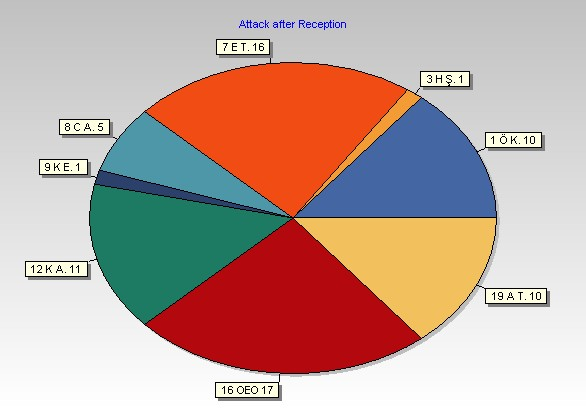 Attack after Reception
7 E T. 16
3 H Ş. 1
8 C A. 5
1 Ö K. 10
9 K E. 1
12 K A. 11
19 A T. 10
16 OEO 17